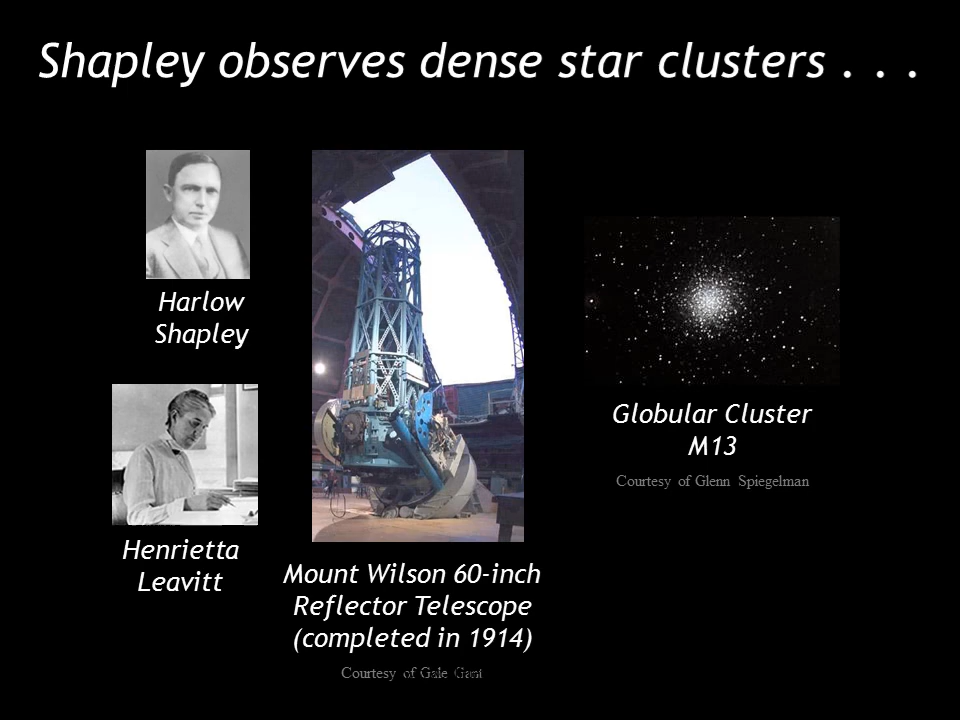 Shapley observes dense star clusters . . .
Harlow
Shapley
Henrietta
Leavitt
Mount Wilson 60-inch
Reflector Telescope
(completed in 1914)
Courtesy of Gale Gant
Globular Cluster
M13
Courtesy of Glenn Spiegelman